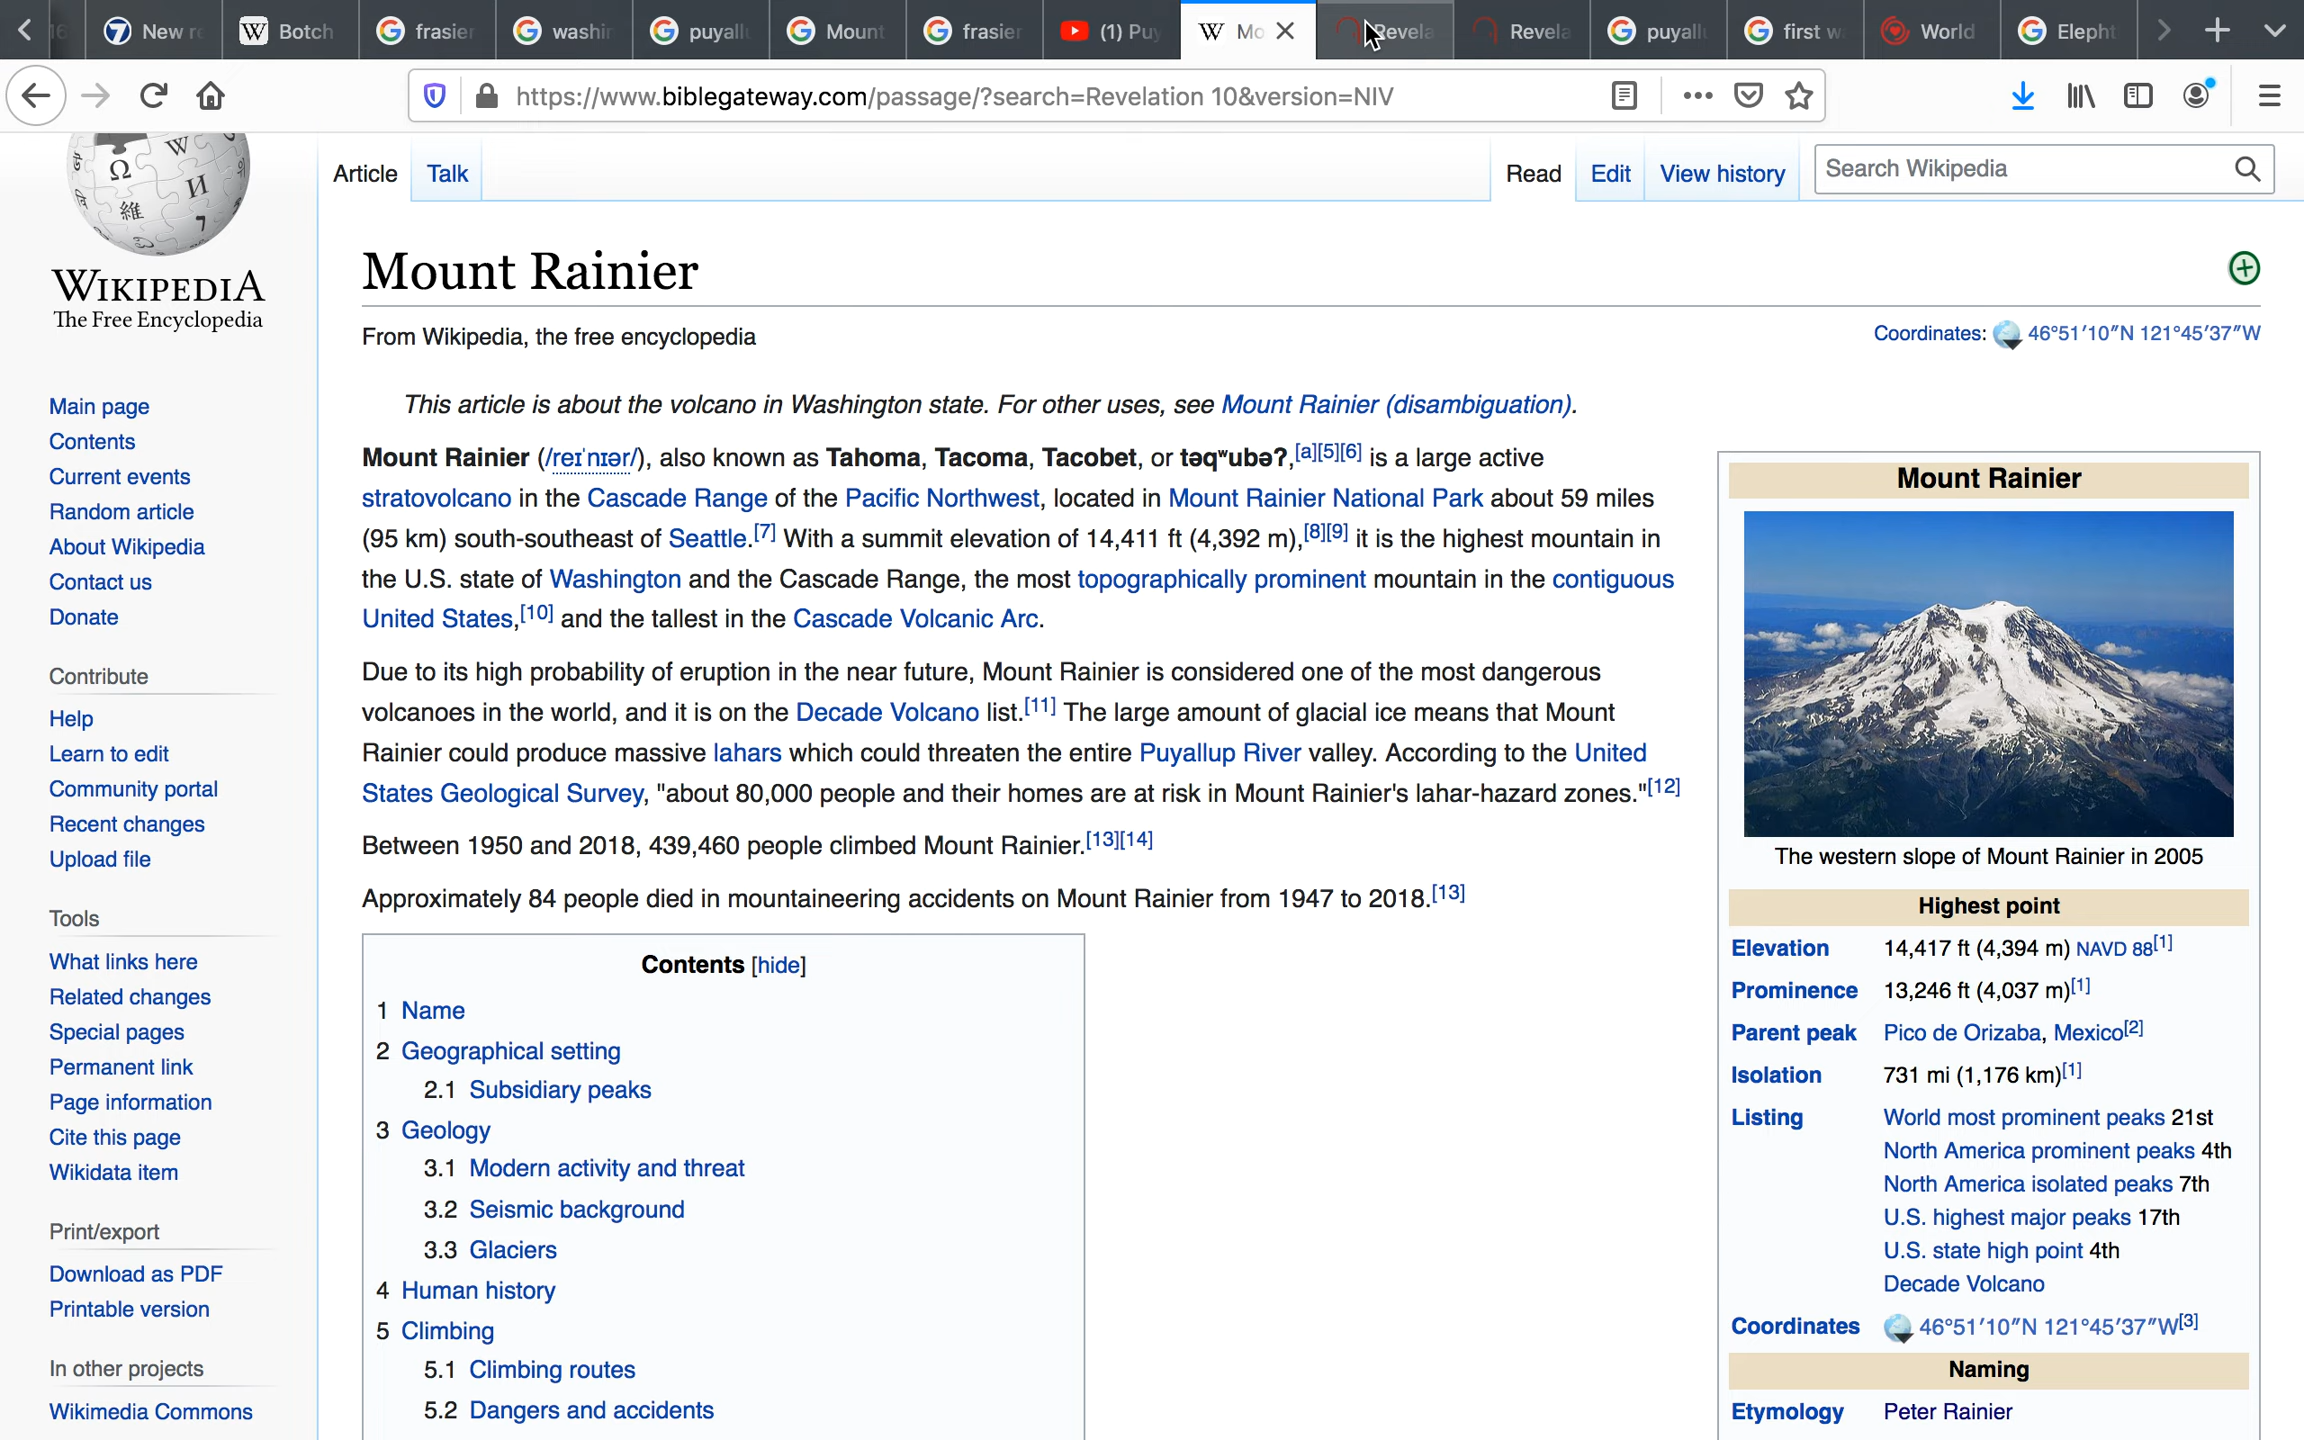 New r
Botch
frasier
washin
puyall
Mount
frasier
(1) Puy
Mo
Revela
Revela
puyall
first w
World
Elepht
https://www.biblegateway.com/passage/?search=Revelation 10&version=NIV
WIKIPEDIA
The Free Encyclopedia
Main page
Contents
Current events
Random article
About Wikipedia
Contact us
Donate
Contribute
Help
Learn to edit
Community portal
Recent changes
Upload file
Tools
What links here
Related changes
Special pages
Permanent link
Page information
Cite this page
Wikidata item
Print/export
Download as PDF
Printable version
In other projects
Wikimedia Commons
Article Talk
Read Edit View history
Search Wikipedia
Mount Rainier
From Wikipedia, the free encyclopedia
Coordinates: 46°51′10″N 121°45′37″W
This article is about the volcano in Washington state. For other uses, see Mount Rainier (disambiguation).
Mount Rainier (/reɪˈnɪər/), also known as Tahoma, Tacoma, Tacobet, or təqʷubəʔ,[a][5][6] is a large active
stratovolcano in the Cascade Range of the Pacific Northwest, located in Mount Rainier National Park about 59 miles
(95 km) south-southeast of Seattle.[7] With a summit elevation of 14,411 ft (4,392 m),[8][9] it is the highest mountain in
the U.S. state of Washington and the Cascade Range, the most topographically prominent mountain in the contiguous
United States,[10] and the tallest in the Cascade Volcanic Arc.
Due to its high probability of eruption in the near future, Mount Rainier is considered one of the most dangerous
volcanoes in the world, and it is on the Decade Volcano list.[11] The large amount of glacial ice means that Mount
Rainier could produce massive lahars which could threaten the entire Puyallup River valley. According to the United
States Geological Survey, "about 80,000 people and their homes are at risk in Mount Rainier's lahar-hazard zones."[12]
Between 1950 and 2018, 439,460 people climbed Mount Rainier.[13][14]
Approximately 84 people died in mountaineering accidents on Mount Rainier from 1947 to 2018.[13]
Contents [hide]
1 Name
2 Geographical setting
2.1 Subsidiary peaks
3 Geology
3.1 Modern activity and threat
3.2 Seismic background
3.3 Glaciers
4 Human history
5 Climbing
5.1 Climbing routes
5.2 Dangers and accidents
Mount Rainier
The western slope of Mount Rainier in 2005
Highest point
Elevation 14,417 ft (4,394 m) NAVD 88[1]
Prominence 13,246 ft (4,037 m)[1]
Parent peak Pico de Orizaba, Mexico[2]
Isolation 731 mi (1,176 km)[1]
Listing World most prominent peaks 21st
North America prominent peaks 4th
North America isolated peaks 7th
U.S. highest major peaks 17th
U.S. state high point 4th
Decade Volcano
Coordinates 46°51′10″N 121°45′37″W[3]
Naming
Etymology Peter Rainier